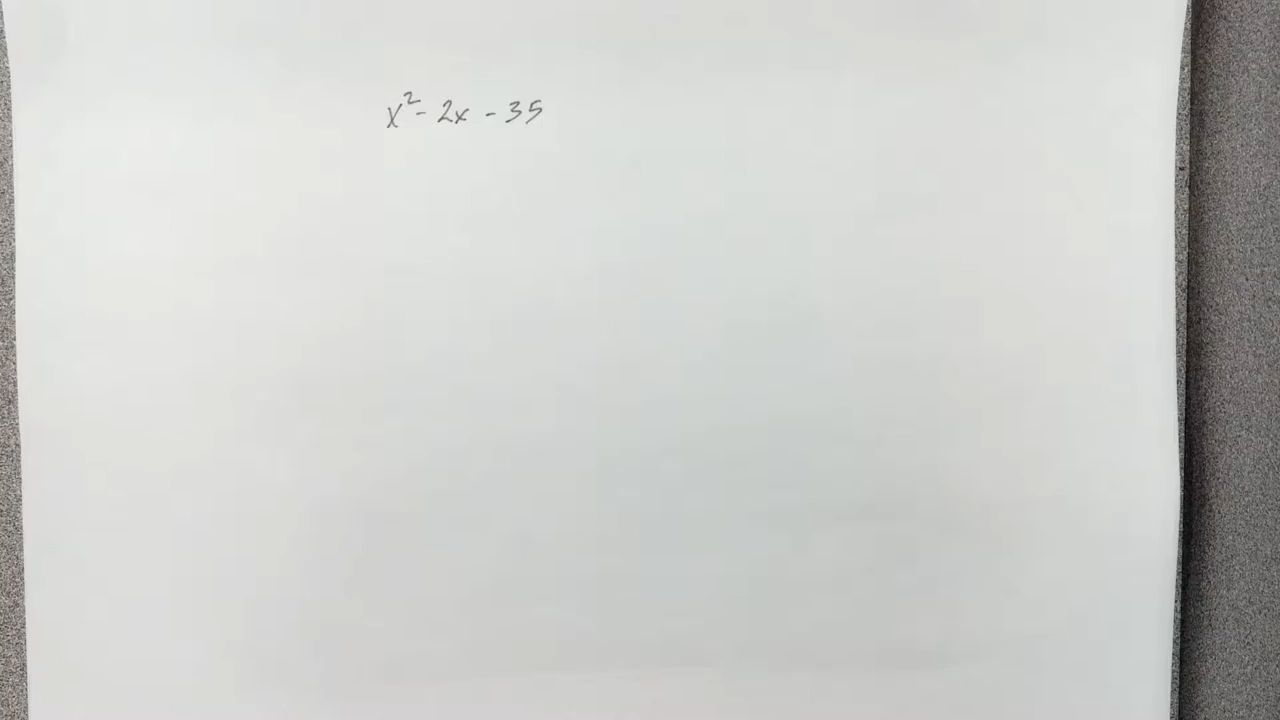 x² - 2x - 35